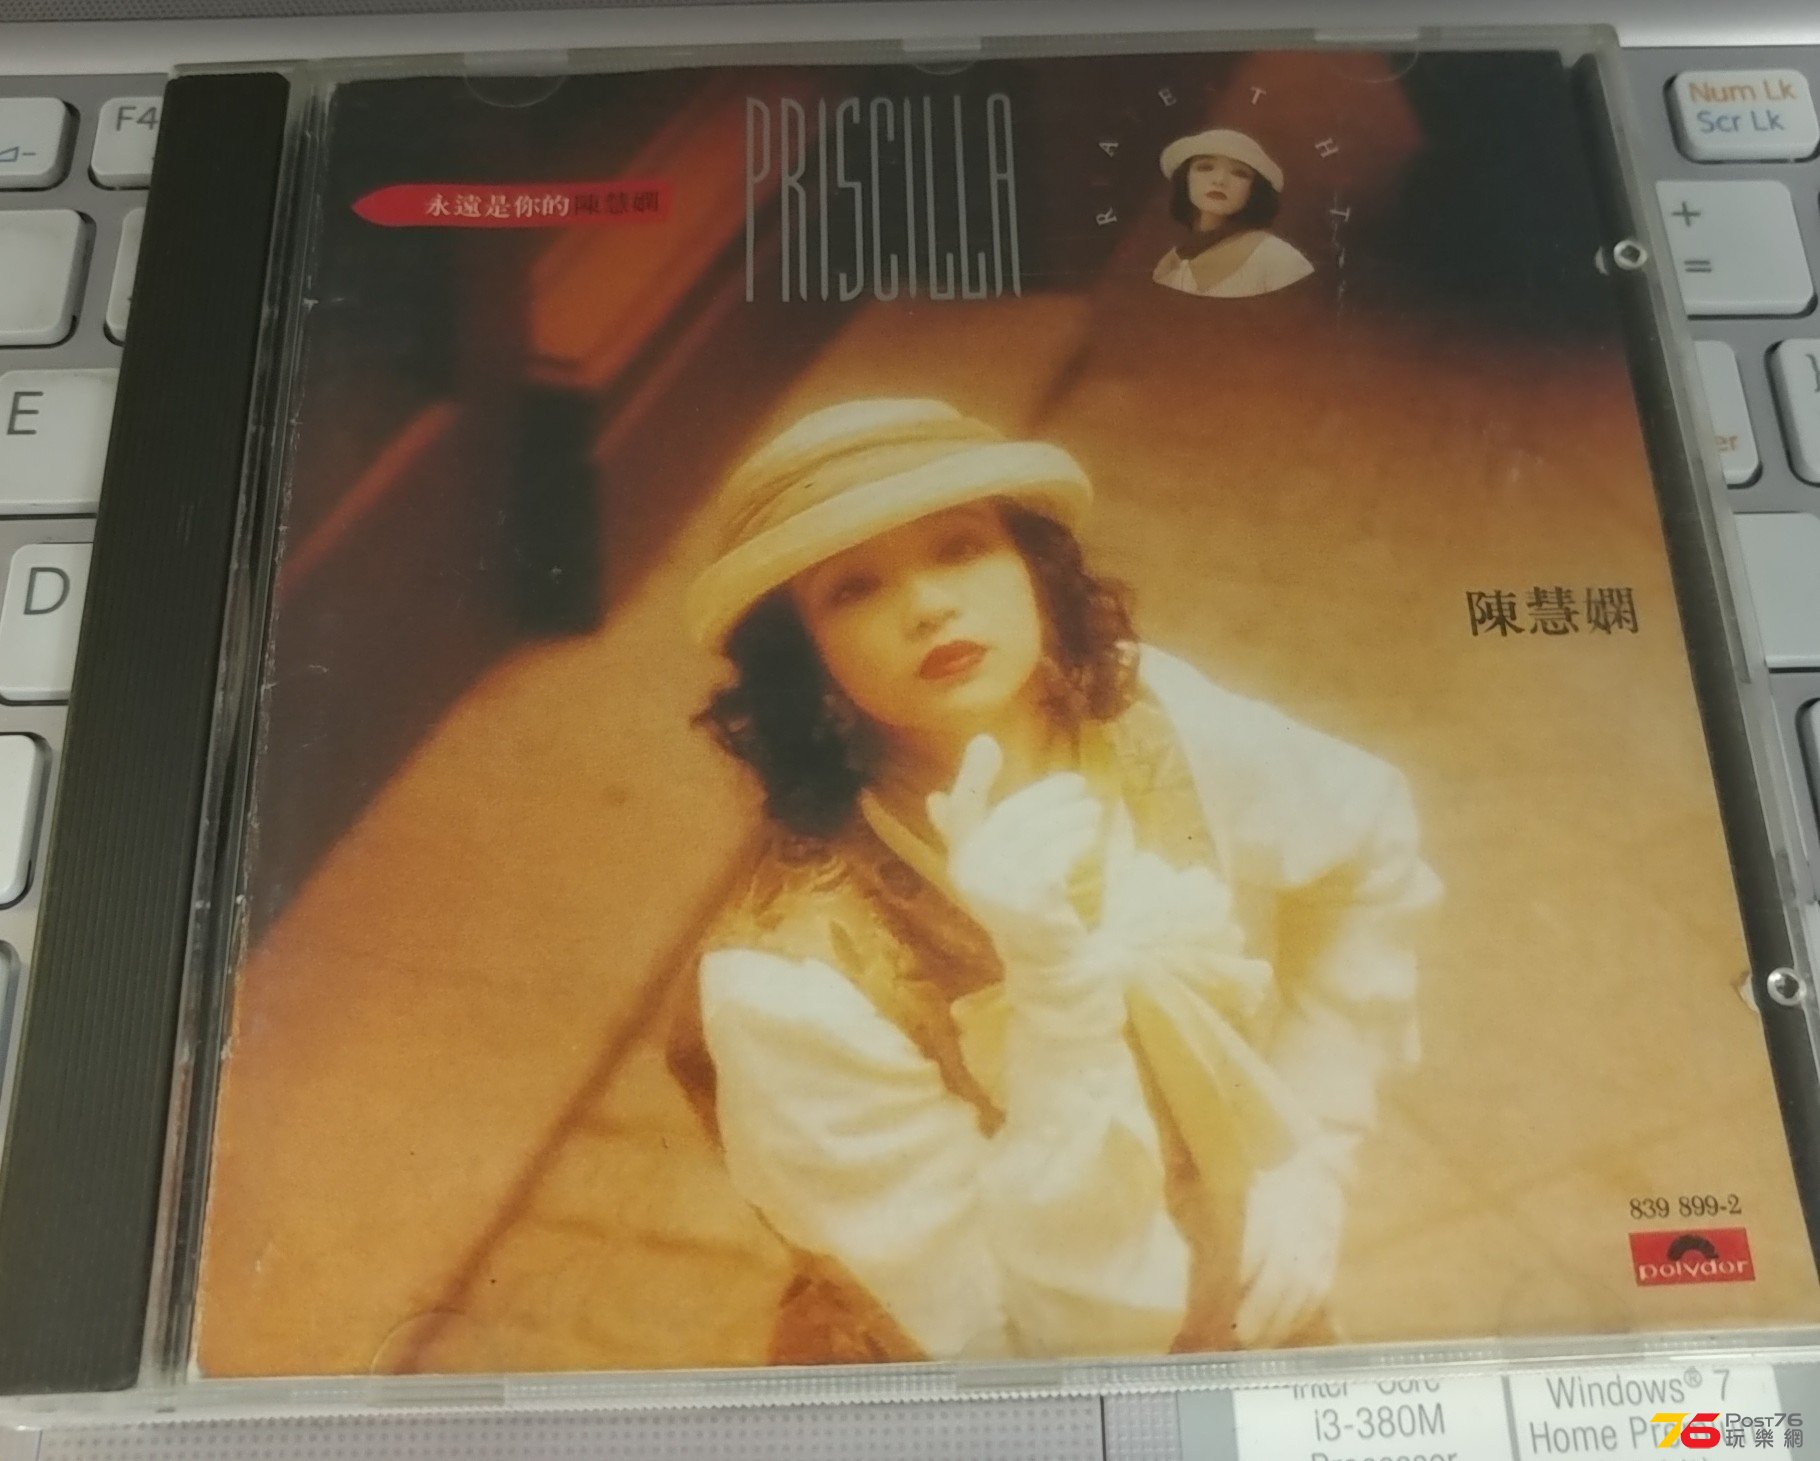 F4
Num Lk
Scr Lk
PRISCILLA
永遠是你的陳慧嫻
+
=
E
D
陳慧嫻
839 899-2
polydor
i3-380M
Windows® 7
Home
Post76
玩樂網